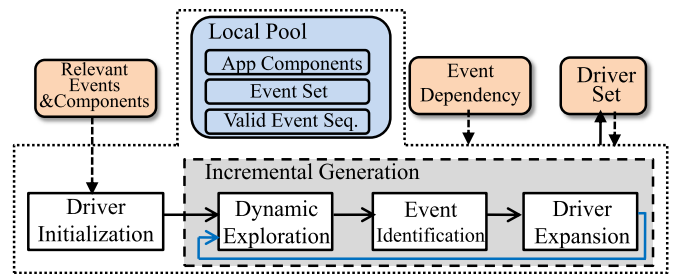 Local Pool
App Components
Event Set
Valid Event Seq.
Relevant
Events
&Components
Event
Dependency
Driver
Set
Incremental Generation
Driver
Initialization
Dynamic
Exploration
Event
Identification
Driver
Expansion